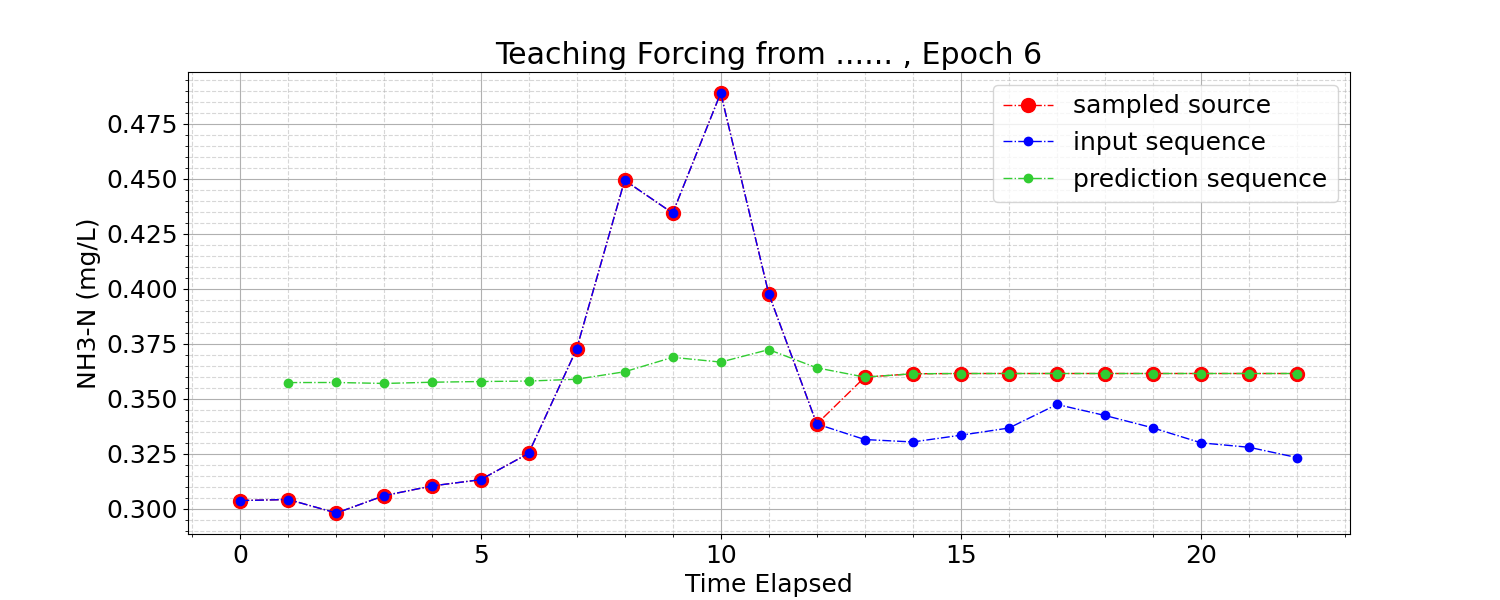 Teaching Forcing from ...... , Epoch 6
sampled source
input sequence
prediction sequence
NH3-N (mg/L)
0.475
0.450
0.425
0.400
0.375
0.350
0.325
0.300
0 5 10 15 20
Time Elapsed